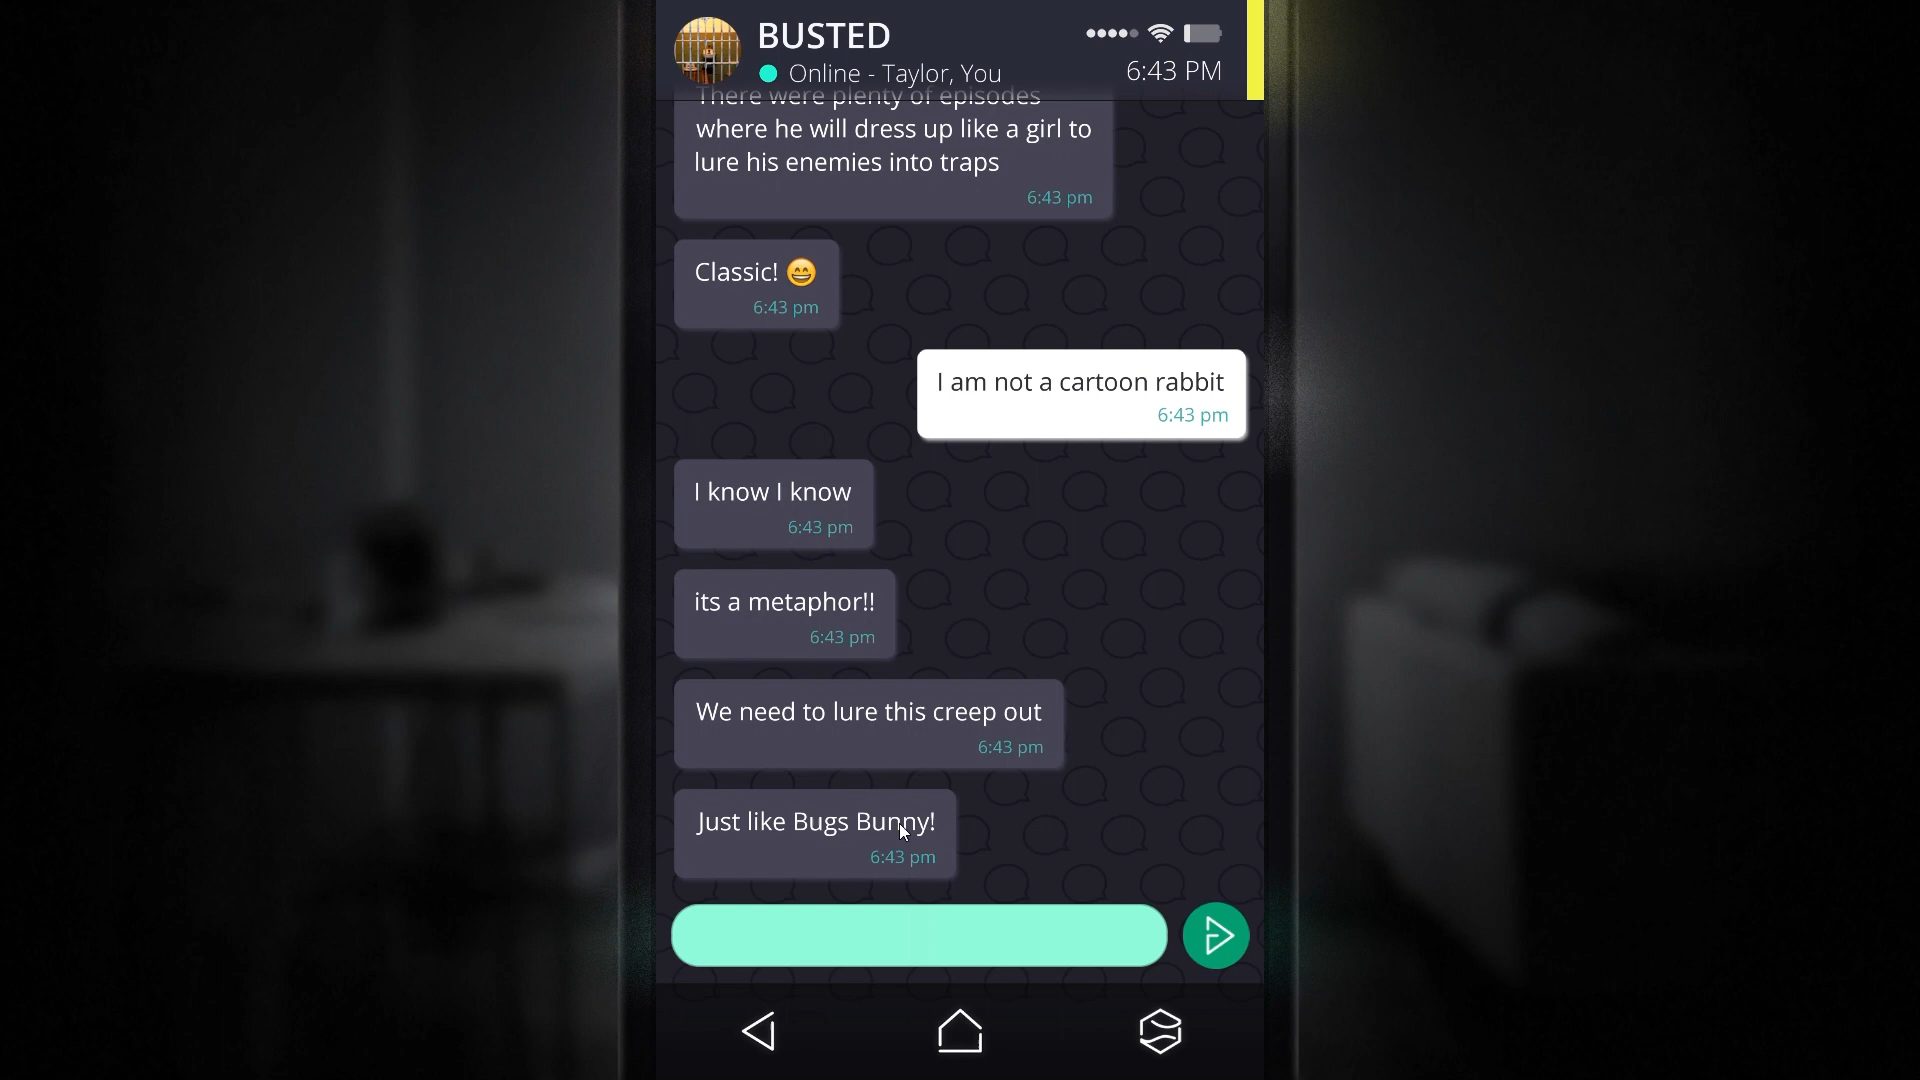 BUSTED
Online - Taylor, You
6:43 PM
There were plenty of episodes
where he will dress up like a girl to
lure his enemies into traps
6:43 pm
Classic! 😄
6:43 pm
I am not a cartoon rabbit
6:43 pm
I know I know
6:43 pm
its a metaphor!!
6:43 pm
We need to lure this creep out
6:43 pm
Just like Bugs Bunny!
6:43 pm